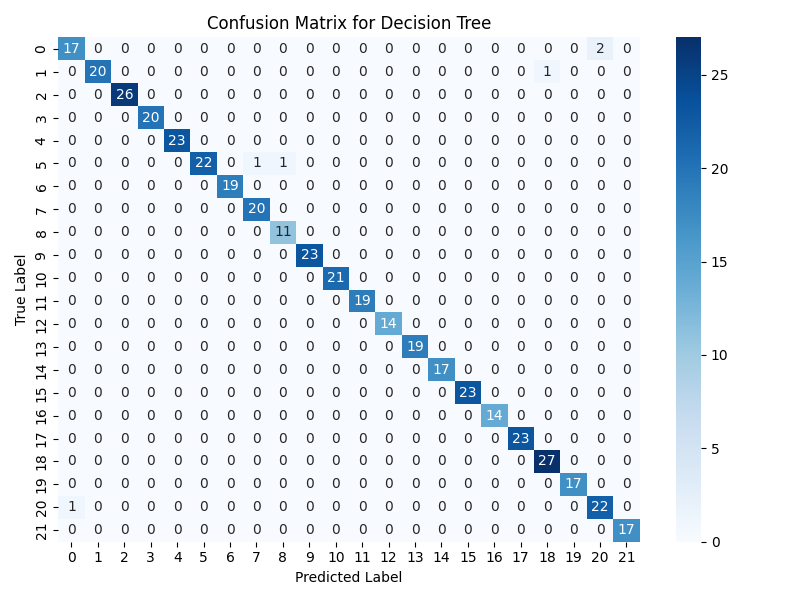 Confusion Matrix for Decision Tree
True Label
0 17 0 0 0 0 0 0 0 0 0 0 0 0 0 0 0 0 0 0 0 2 0
1 0 20 0 0 0 0 0 0 0 0 0 0 0 0 0 0 0 0 1 0 0 0
2 0 0 26 0 0 0 0 0 0 0 0 0 0 0 0 0 0 0 0 0 0 0
3 0 0 0 20 0 0 0 0 0 0 0 0 0 0 0 0 0 0 0 0 0 0
4 0 0 0 0 23 0 0 0 0 0 0 0 0 0 0 0 0 0 0 0 0 0
5 0 0 0 0 0 22 0 1 1 0 0 0 0 0 0 0 0 0 0 0 0 0
6 0 0 0 0 0 0 19 0 0 0 0 0 0 0 0 0 0 0 0 0 0 0
7 0 0 0 0 0 0 0 20 0 0 0 0 0 0 0 0 0 0 0 0 0 0
8 0 0 0 0 0 0 0 0 11 0 0 0 0 0 0 0 0 0 0 0 0 0
9 0 0 0 0 0 0 0 0 0 23 0 0 0 0 0 0 0 0 0 0 0 0
10 0 0 0 0 0 0 0 0 0 0 21 0 0 0 0 0 0 0 0 0 0 0
11 0 0 0 0 0 0 0 0 0 0 0 19 0 0 0 0 0 0 0 0 0 0
12 0 0 0 0 0 0 0 0 0 0 0 0 14 0 0 0 0 0 0 0 0 0
13 0 0 0 0 0 0 0 0 0 0 0 0 0 19 0 0 0 0 0 0 0 0
14 0 0 0 0 0 0 0 0 0 0 0 0 0 0 17 0 0 0 0 0 0 0
15 0 0 0 0 0 0 0 0 0 0 0 0 0 0 0 23 0 0 0 0 0 0
16 0 0 0 0 0 0 0 0 0 0 0 0 0 0 0 0 14 0 0 0 0 0
17 0 0 0 0 0 0 0 0 0 0 0 0 0 0 0 0 0 23 0 0 0 0
18 0 0 0 0 0 0 0 0 0 0 0 0 0 0 0 0 0 0 27 0 0 0
19 0 0 0 0 0 0 0 0 0 0 0 0 0 0 0 0 0 0 0 17 0 0
20 1 0 0 0 0 0 0 0 0 0 0 0 0 0 0 0 0 0 0 0 22 0
21 0 0 0 0 0 0 0 0 0 0 0 0 0 0 0 0 0 0 0 0 0 17
0 1 2 3 4 5 6 7 8 9 10 11 12 13 14 15 16 17 18 19 20 21
Predicted Label
25
20
15
10
5
0